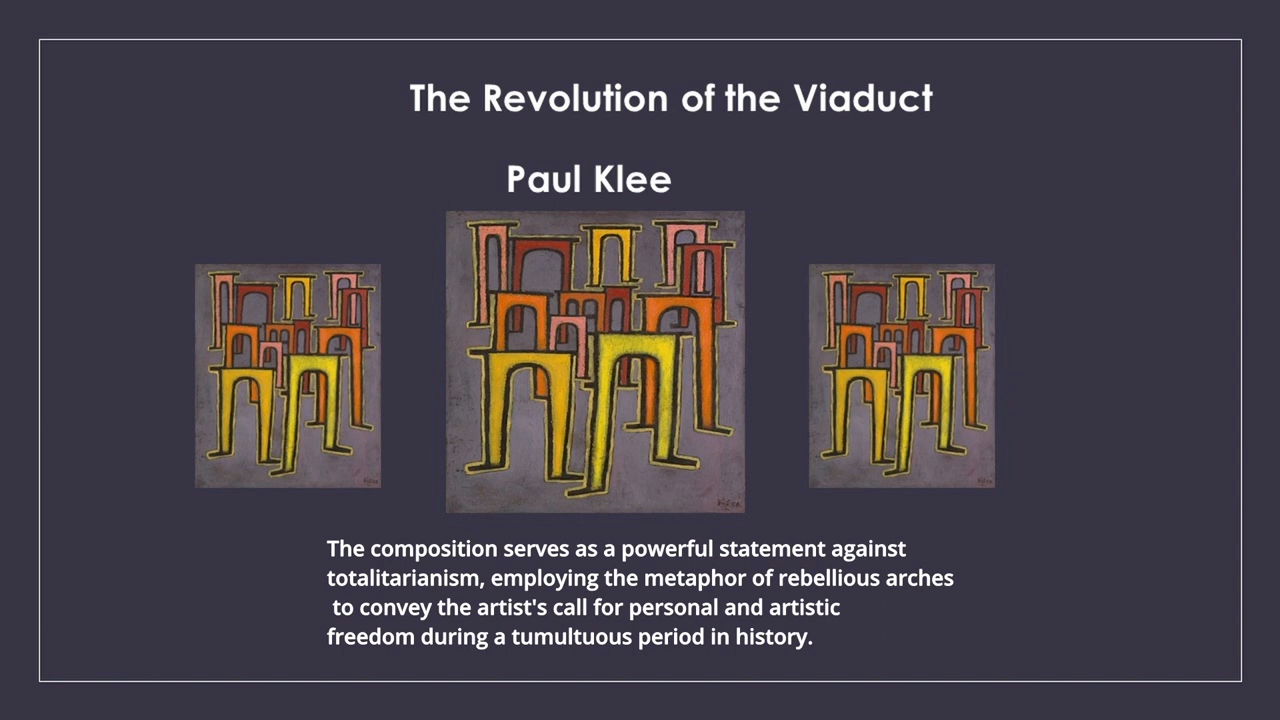 The Revolution of the Viaduct
Paul Klee
The composition serves as a powerful statement against
totalitarianism, employing the metaphor of rebellious arches
to convey the artist's call for personal and artistic
freedom during a tumultuous period in history.